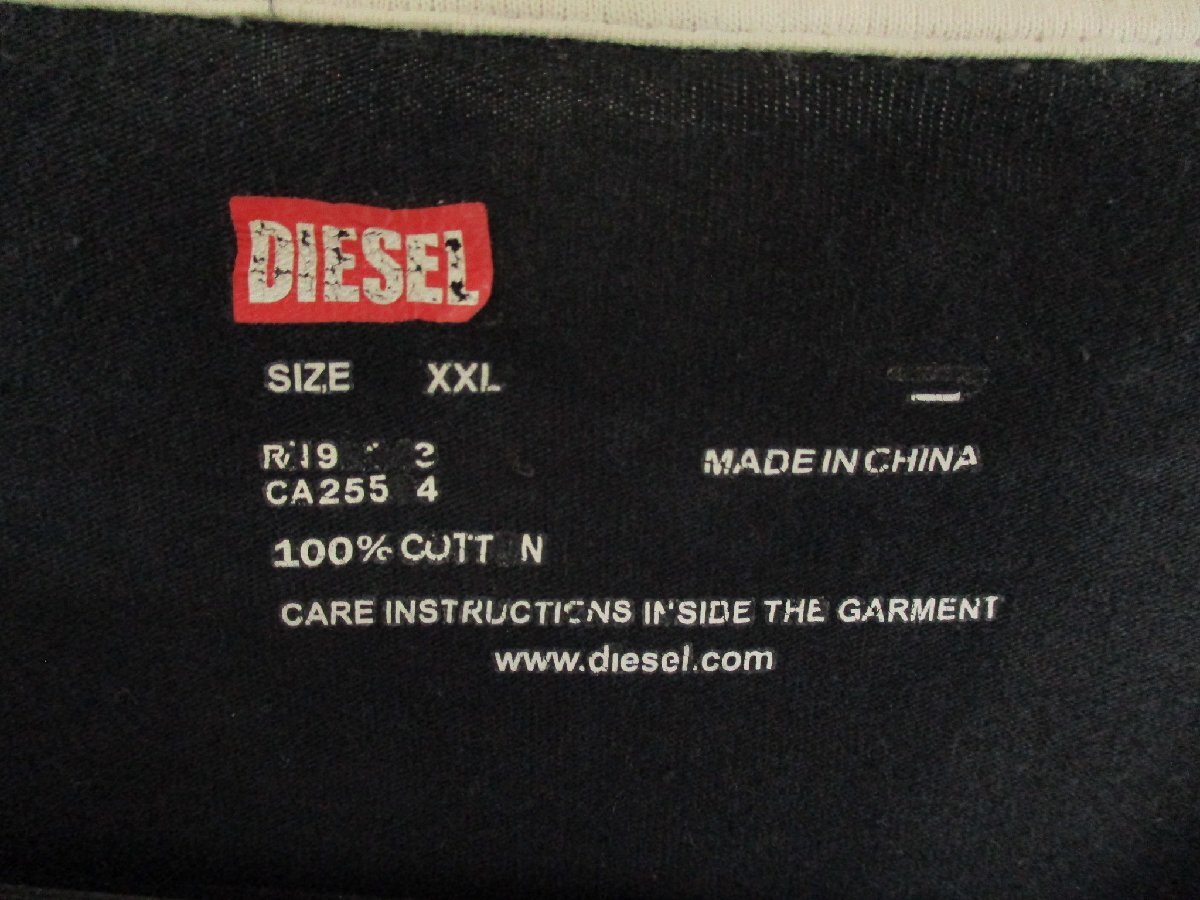 DIESEL
SIZE XXL
MADE IN CHINA
100% COTTON
CARE INSTRUCTIONS INSIDE THE GARMENT
www.diesel.com